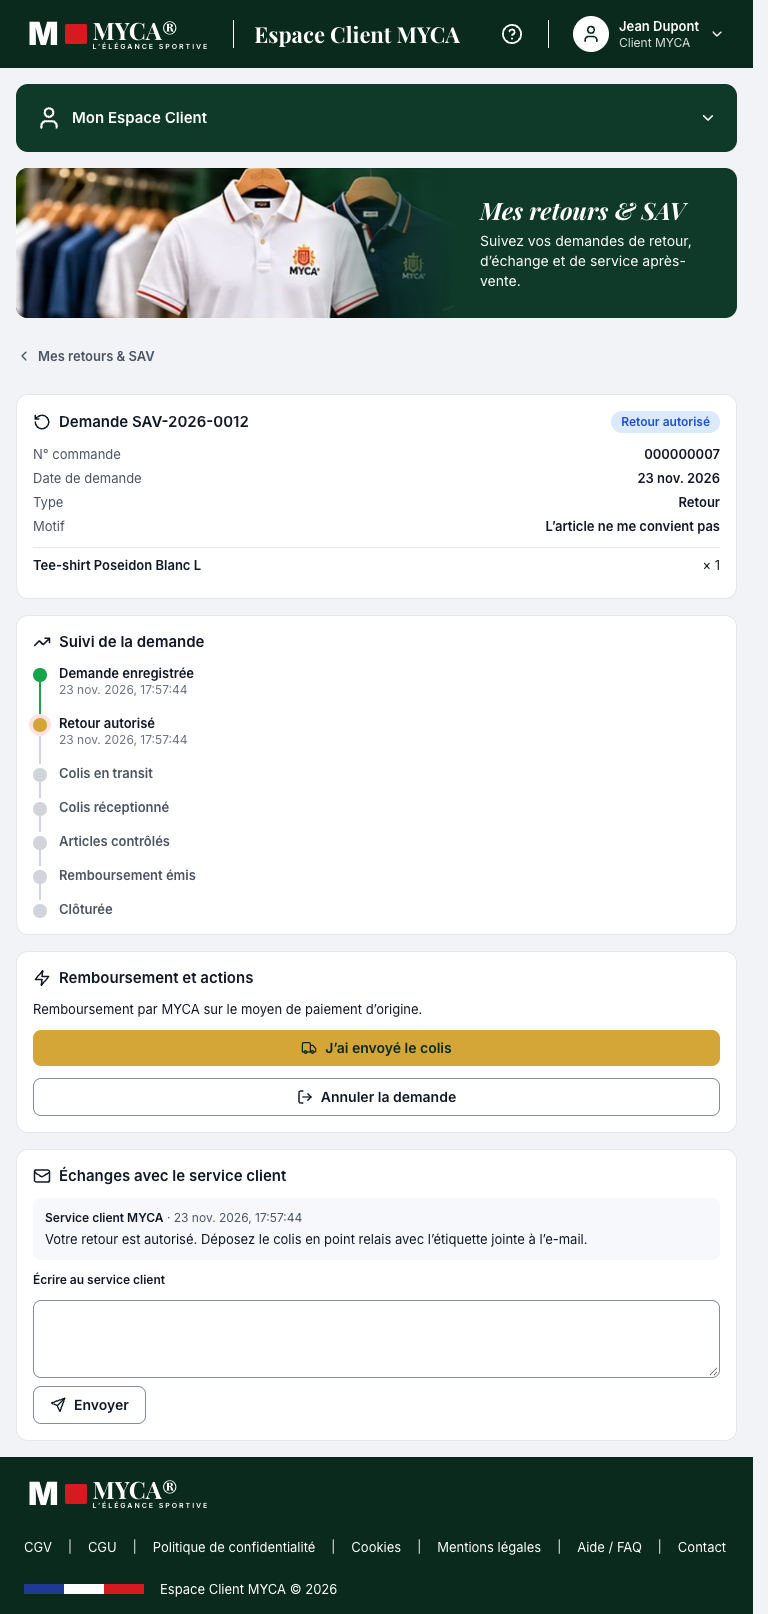 M MYCA®
L'ÉLÉGANCE SPORTIVE
Espace Client MYCA
Jean Dupont
Client MYCA
Mon Espace Client
MYCA®
MYCA
Mes retours & SAV
Suivez vos demandes de retour,
d’échange et de service après-
vente.
Mes retours & SAV
Demande SAV-2026-0012
Retour autorisé
N° commande 000000007
Date de demande 23 nov. 2026
Type Retour
Motif L’article ne me convient pas
Tee-shirt Poseidon Blanc L × 1
Suivi de la demande
Demande enregistrée
23 nov. 2026, 17:57:44
Retour autorisé
23 nov. 2026, 17:57:44
Colis en transit
Colis réceptionné
Articles contrôlés
Remboursement émis
Clôturée
Remboursement et actions
Remboursement par MYCA sur le moyen de paiement d’origine.
J’ai envoyé le colis
Annuler la demande
Échanges avec le service client
Service client MYCA · 23 nov. 2026, 17:57:44
Votre retour est autorisé. Déposez le colis en point relais avec l’étiquette jointe à l’e-mail.
Écrire au service client
Envoyer
M MYCA®
L'ÉLÉGANCE SPORTIVE
CGV | CGU | Politique de confidentialité | Cookies | Mentions légales | Aide / FAQ | Contact
Espace Client MYCA © 2026